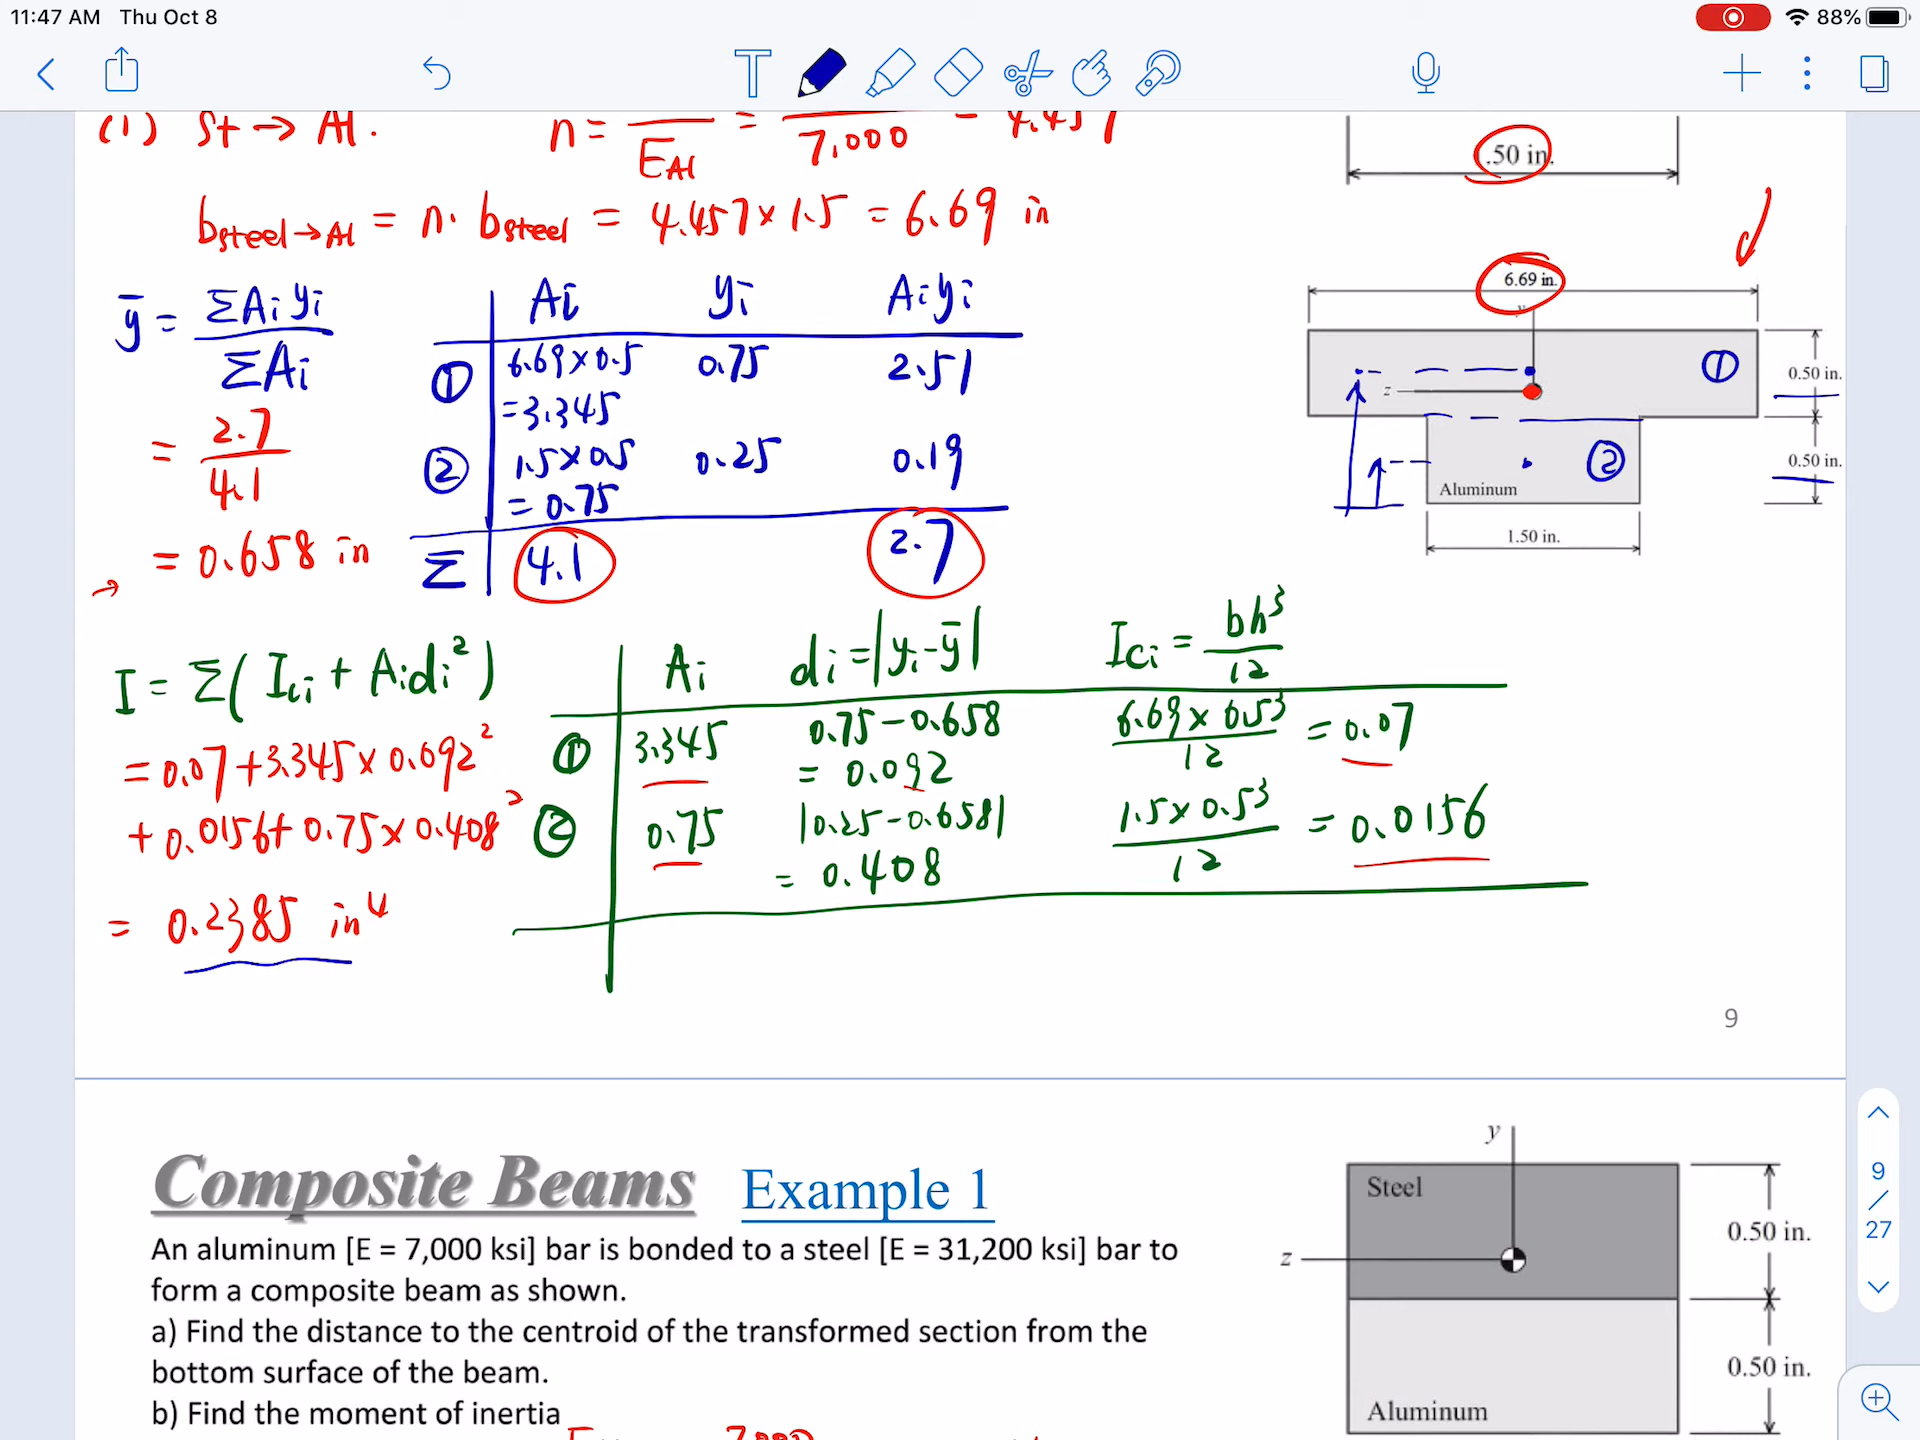 11:47 AM Thu Oct 8
88%
(1) St → Al. n = —— / E_Al = —— / 7,000 = 4.457
.50 in.
b_steel→Al = n · b_steel = 4.457 × 1.5 = 6.69 in
6.69 in.
ȳ = ΣAiyi / ΣAi
Ai yi Aiyi
① 6.69×0.5 0.75 2.51
= 3.345
② 1.5×0.5 0.25 0.19
= 0.75
Σ 4.1 2.7
= 2.7 / 4.1
= 0.658 in
→
y
z
①
②
0.50 in.
0.50 in.
Aluminum
1.50 in.
I = Σ(Ici + Aidi²)
Ai di = |yi - ȳ| Ici = bh³ / 12
① 3.345 0.75 - 0.658 6.69 × 0.5³ / 12 = 0.07
= 0.092
② 0.75 |0.25 - 0.658| 1.5 × 0.5³ / 12 = 0.0156
= 0.408
= 0.07 + 3.345 × 0.092²
+ 0.0156 + 0.75 × 0.408²
= 0.2385 in⁴
9
Composite Beams Example 1
An aluminum [E = 7,000 ksi] bar is bonded to a steel [E = 31,200 ksi] bar to
form a composite beam as shown.
a) Find the distance to the centroid of the transformed section from the
bottom surface of the beam.
b) Find the moment of inertia
y
Steel
z
0.50 in.
0.50 in.
Aluminum
9
/
27